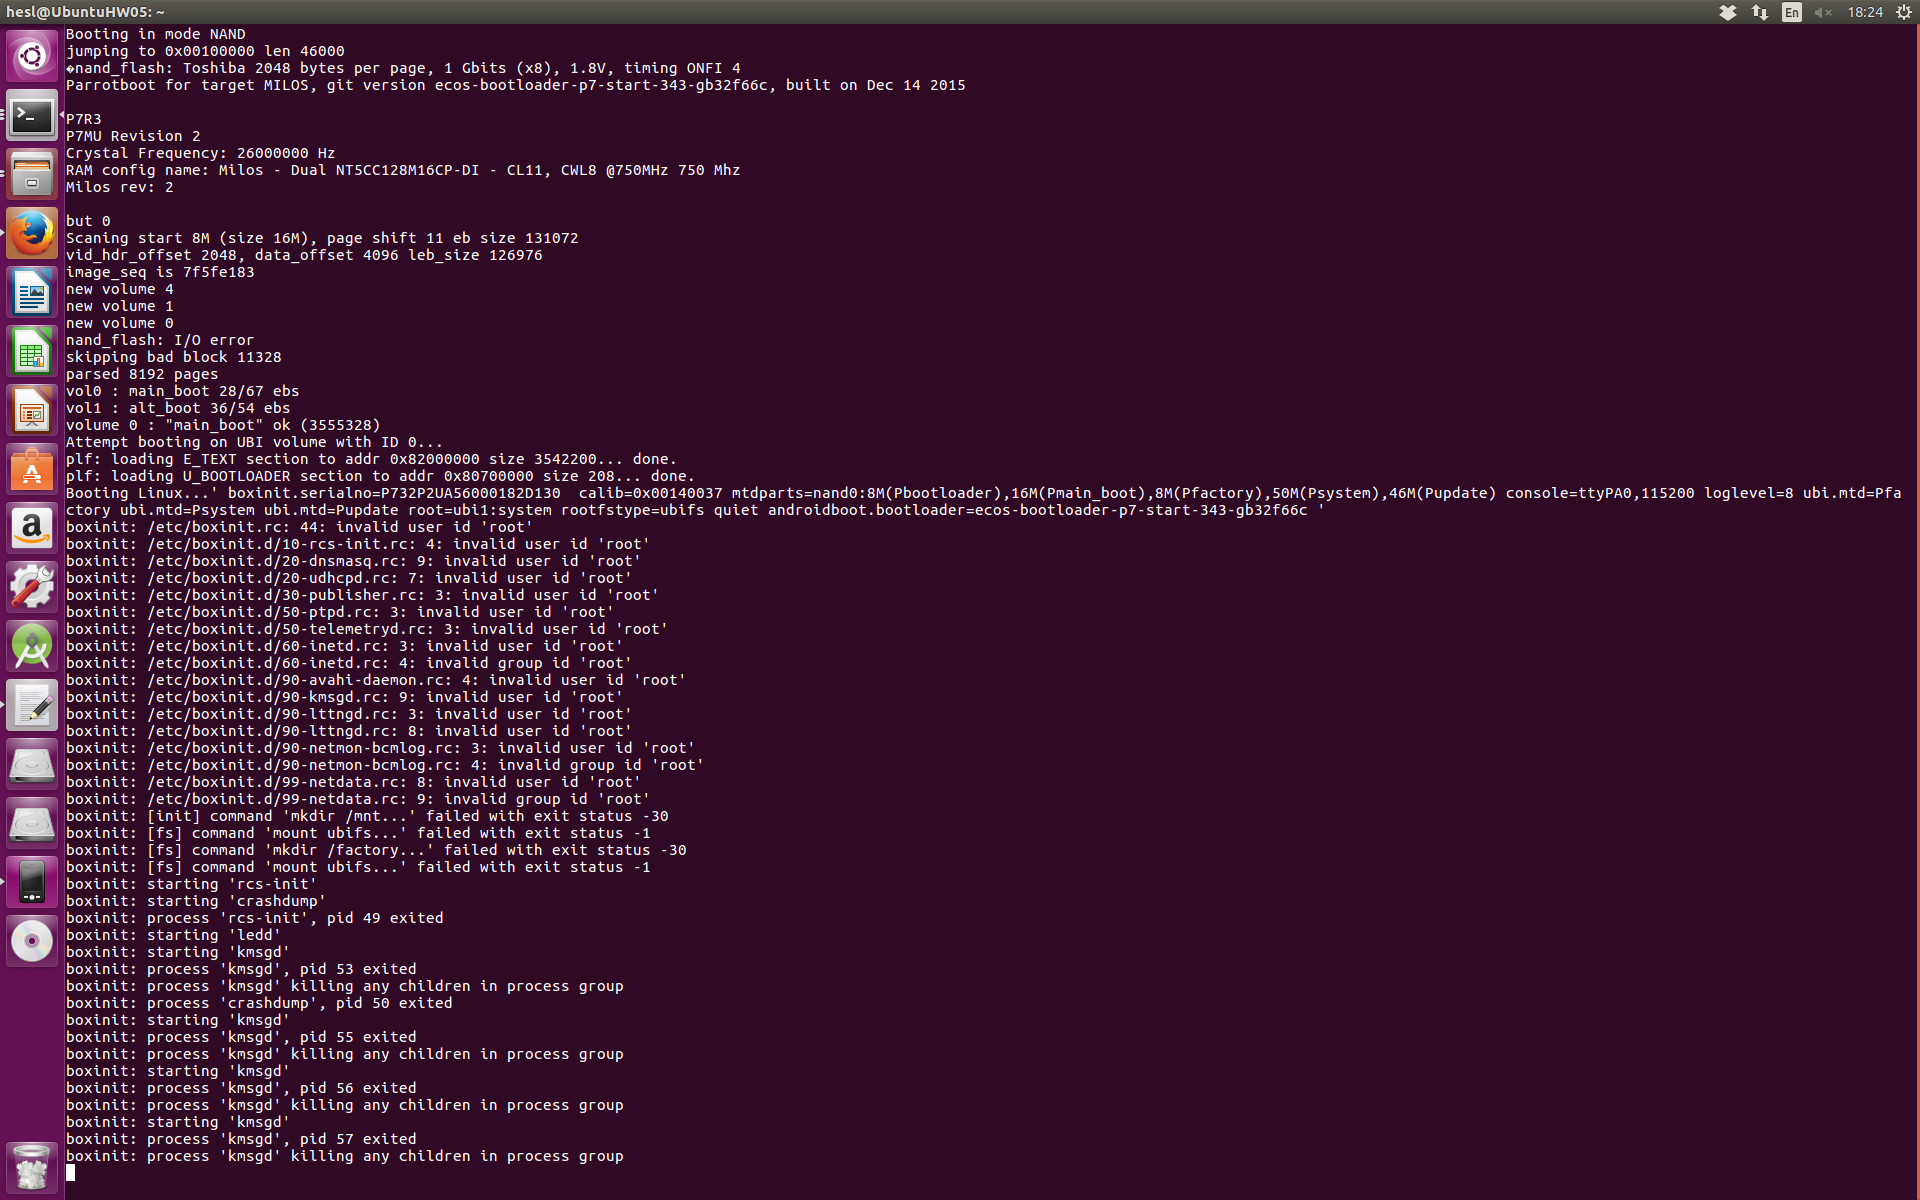 hesl@UbuntuHW05: ~
En
18:24
Booting in mode NAND
jumping to 0x00100000 len 46000
�nand_flash: Toshiba 2048 bytes per page, 1 Gbits (x8), 1.8V, timing ONFI 4
Parrotboot for target MILOS, git version ecos-bootloader-p7-start-343-gb32f66c, built on Dec 14 2015
P7R3
P7MU Revision 2
Crystal Frequency: 26000000 Hz
RAM config name: Milos - Dual NT5CC128M16CP-DI - CL11, CWL8 @750MHz 750 Mhz
Milos rev: 2
but 0
Scaning start 8M (size 16M), page shift 11 eb size 131072
vid_hdr_offset 2048, data_offset 4096 leb_size 126976
image_seq is 7f5fe183
new volume 4
new volume 1
new volume 0
nand_flash: I/O error
skipping bad block 11328
parsed 8192 pages
vol0 : main_boot 28/67 ebs
vol1 : alt_boot 36/54 ebs
volume 0 : "main_boot" ok (3555328)
Attempt booting on UBI volume with ID 0...
plf: loading E_TEXT section to addr 0x82000000 size 3542200... done.
plf: loading U_BOOTLOADER section to addr 0x80700000 size 208... done.
Booting Linux...' boxinit.serialno=P732P2UA56000182D130  calib=0x00140037 mtdparts=nand0:8M(Pbootloader),16M(Pmain_boot),8M(Pfactory),50M(Psystem),46M(Pupdate) console=ttyPA0,115200 loglevel=8 ubi.mtd=Pfa
ctory ubi.mtd=Psystem ubi.mtd=Pupdate root=ubi1:system rootfstype=ubifs quiet androidboot.bootloader=ecos-bootloader-p7-start-343-gb32f66c '
boxinit: /etc/boxinit.rc: 44: invalid user id 'root'
boxinit: /etc/boxinit.d/10-rcs-init.rc: 4: invalid user id 'root'
boxinit: /etc/boxinit.d/20-dnsmasq.rc: 9: invalid user id 'root'
boxinit: /etc/boxinit.d/20-udhcpd.rc: 7: invalid user id 'root'
boxinit: /etc/boxinit.d/30-publisher.rc: 3: invalid user id 'root'
boxinit: /etc/boxinit.d/50-ptpd.rc: 3: invalid user id 'root'
boxinit: /etc/boxinit.d/50-telemetryd.rc: 3: invalid user id 'root'
boxinit: /etc/boxinit.d/60-inetd.rc: 3: invalid user id 'root'
boxinit: /etc/boxinit.d/60-inetd.rc: 4: invalid group id 'root'
boxinit: /etc/boxinit.d/90-avahi-daemon.rc: 4: invalid user id 'root'
boxinit: /etc/boxinit.d/90-kmsgd.rc: 9: invalid user id 'root'
boxinit: /etc/boxinit.d/90-lttngd.rc: 3: invalid user id 'root'
boxinit: /etc/boxinit.d/90-lttngd.rc: 8: invalid user id 'root'
boxinit: /etc/boxinit.d/90-netmon-bcmlog.rc: 3: invalid user id 'root'
boxinit: /etc/boxinit.d/90-netmon-bcmlog.rc: 4: invalid group id 'root'
boxinit: /etc/boxinit.d/99-netdata.rc: 8: invalid user id 'root'
boxinit: /etc/boxinit.d/99-netdata.rc: 9: invalid group id 'root'
boxinit: [init] command 'mkdir /mnt...' failed with exit status -30
boxinit: [fs] command 'mount ubifs...' failed with exit status -1
boxinit: [fs] command 'mkdir /factory...' failed with exit status -30
boxinit: [fs] command 'mount ubifs...' failed with exit status -1
boxinit: starting 'rcs-init'
boxinit: starting 'crashdump'
boxinit: process 'rcs-init', pid 49 exited
boxinit: starting 'ledd'
boxinit: starting 'kmsgd'
boxinit: process 'kmsgd', pid 53 exited
boxinit: process 'kmsgd' killing any children in process group
boxinit: process 'crashdump', pid 50 exited
boxinit: starting 'kmsgd'
boxinit: process 'kmsgd', pid 55 exited
boxinit: process 'kmsgd' killing any children in process group
boxinit: starting 'kmsgd'
boxinit: process 'kmsgd', pid 56 exited
boxinit: process 'kmsgd' killing any children in process group
boxinit: starting 'kmsgd'
boxinit: process 'kmsgd', pid 57 exited
boxinit: process 'kmsgd' killing any children in process group